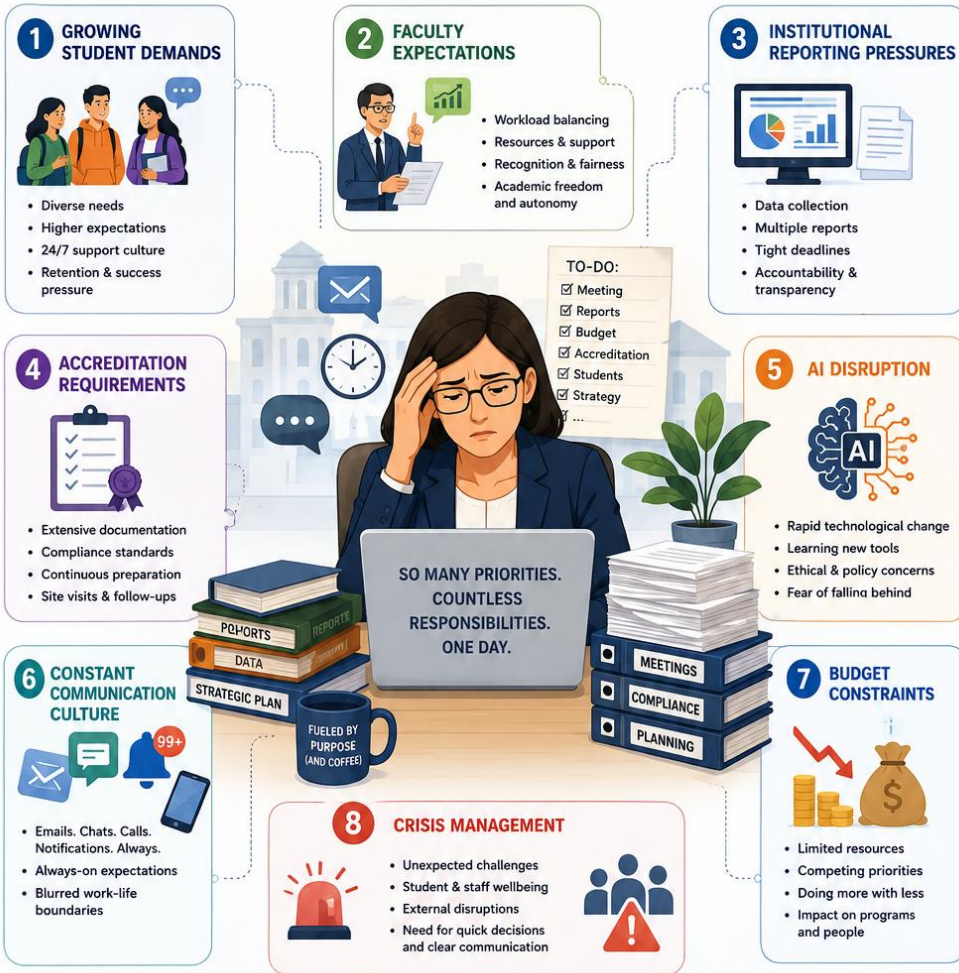 1 GROWING
STUDENT DEMANDS
• Diverse needs
• Higher expectations
• 24/7 support culture
• Retention & success
pressure
2 FACULTY
EXPECTATIONS
• Workload balancing
• Resources & support
• Recognition & fairness
• Academic freedom
and autonomy
3 INSTITUTIONAL
REPORTING PRESSURES
• Data collection
• Multiple reports
• Tight deadlines
• Accountability &
transparency
TO-DO:
☑ Meeting
☑ Reports
☑ Budget
☑ Accreditation
☑ Students
☑ Strategy
☑ ...
4 ACCREDITATION
REQUIREMENTS
• Extensive documentation
• Compliance standards
• Continuous preparation
• Site visits & follow-ups
5 AI DISRUPTION
AI
• Rapid technological change
• Learning new tools
• Ethical & policy concerns
• Fear of falling behind
SO MANY PRIORITIES.
COUNTLESS
RESPONSIBILITIES.
ONE DAY.
POHORTS
REPORTS
DATA
STRATEGIC PLAN
FUELED BY
PURPOSE
(AND COFFEE)
MEETINGS
COMPLIANCE
PLANNING
6 CONSTANT
COMMUNICATION
CULTURE
99+
• Emails. Chats. Calls.
Notifications. Always.
• Always-on expectations
• Blurred work-life
boundaries
7 BUDGET
CONSTRAINTS
$
• Limited resources
• Competing priorities
• Doing more with less
• Impact on programs
and people
8 CRISIS MANAGEMENT
• Unexpected challenges
• Student & staff wellbeing
• External disruptions
• Need for quick decisions
and clear communication